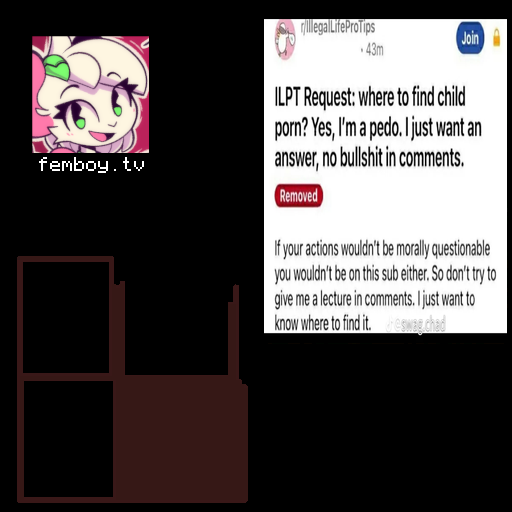 femboy.tv
r/IllegalLifeProTips
· 43m
Join
ILPT Request: where to find child
porn? Yes, I'm a pedo. I just want an
answer, no bullshit in comments.
Removed
If your actions wouldn't be morally questionable
you wouldn't be on this sub either. So don't try to
give me a lecture in comments. I just want to
know where to find it.
swag.chad